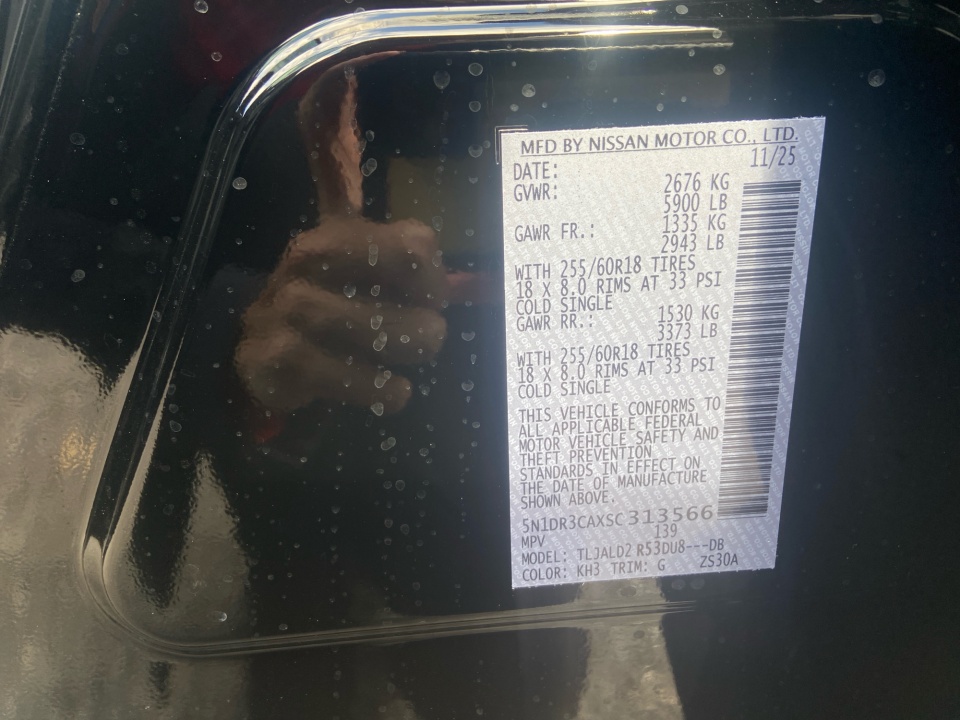 MFD BY NISSAN MOTOR CO., LTD.
DATE: 11/25
GVWR: 2676 KG
5900 LB
GAWR FR.: 1335 KG
2943 LB
WITH 255/60R18 TIRES
18 X 8.0 RIMS AT 33 PSI
COLD SINGLE
GAWR RR.: 1530 KG
3373 LB
WITH 255/60R18 TIRES
18 X 8.0 RIMS AT 33 PSI
COLD SINGLE
THIS VEHICLE CONFORMS TO
ALL APPLICABLE FEDERAL
MOTOR VEHICLE SAFETY AND
THEFT PREVENTION
STANDARDS IN EFFECT ON
THE DATE OF MANUFACTURE
SHOWN ABOVE.
5N1DR3CAXSC313566
MPV 139
MODEL: TLJALD2 R53DU8---DB
COLOR: KH3 TRIM: G ZS30A